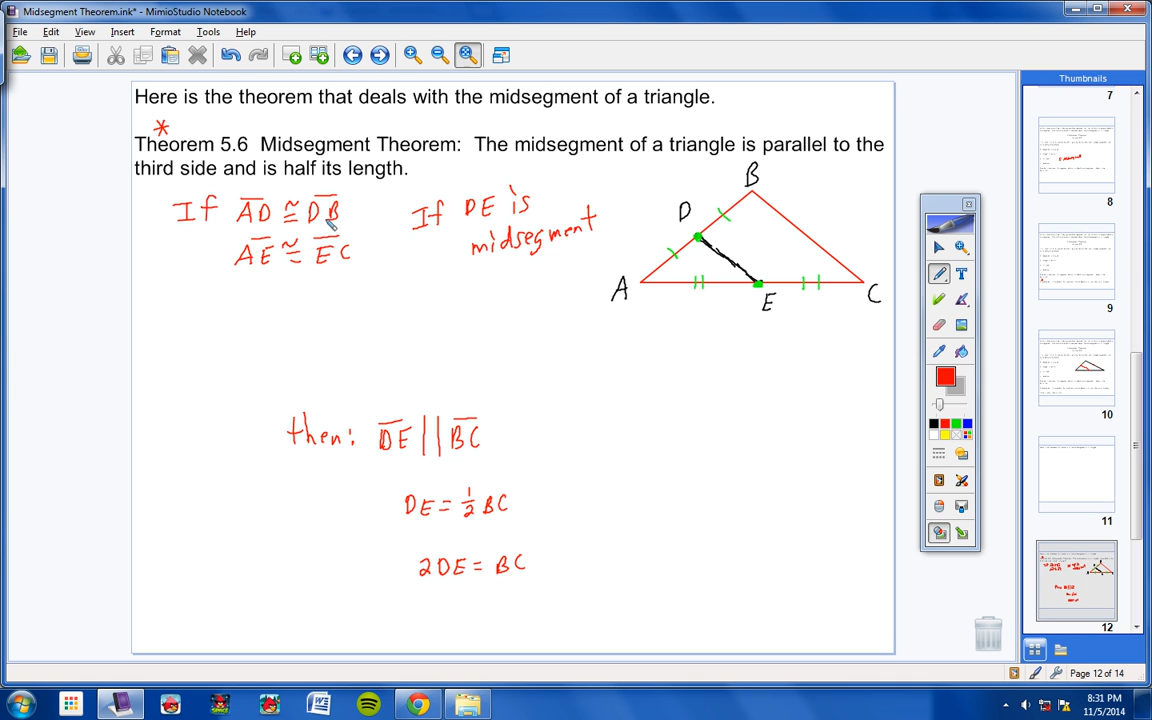 Midsegment Theorem.ink* - MimioStudio Notebook
File Edit View Insert Format Tools Help
Here is the theorem that deals with the midsegment of a triangle.
*
Theorem 5.6 Midsegment Theorem: The midsegment of a triangle is parallel to the
third side and is half its length.
If AD ≅ DB
AE ≅ EC
If DE is
midsegment
B
D
A
E
C
then: DE || BC
DE = 1/2 BC
2DE = BC
T
Thumbnails
7
8
9
10
11
12
Page 12 of 14
W
8:31 PM
11/5/2014